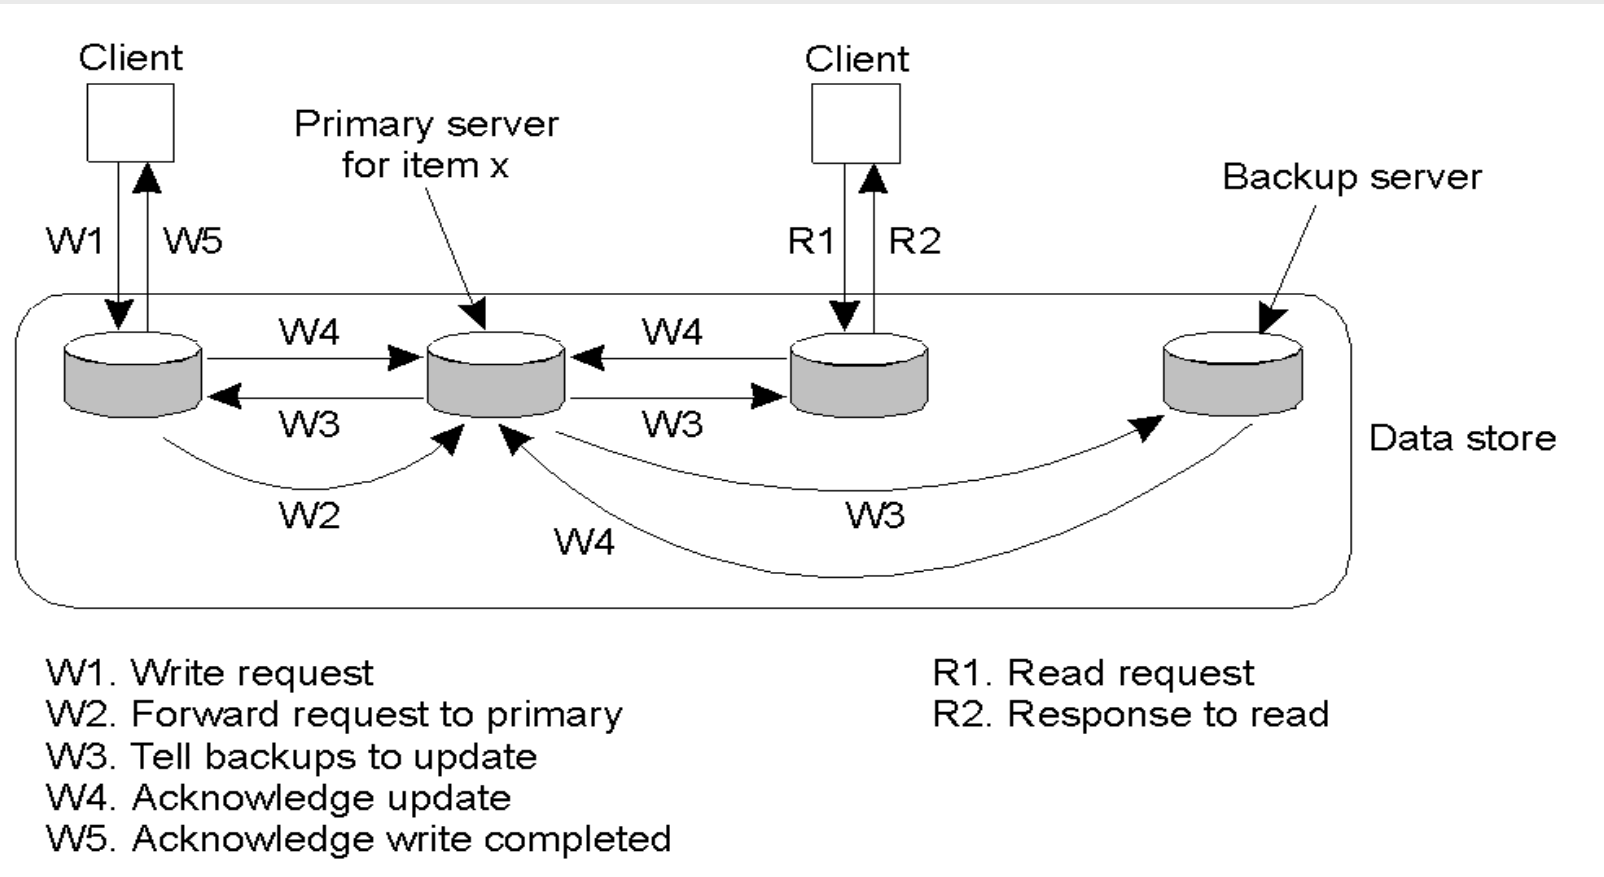 Client
Client
Primary server
for item x
Backup server
W1
W5
R1
R2
W4
W4
W3
W3
Data store
W2
W3
W4
W1. Write request
W2. Forward request to primary
W3. Tell backups to update
W4. Acknowledge update
W5. Acknowledge write completed
R1. Read request
R2. Response to read